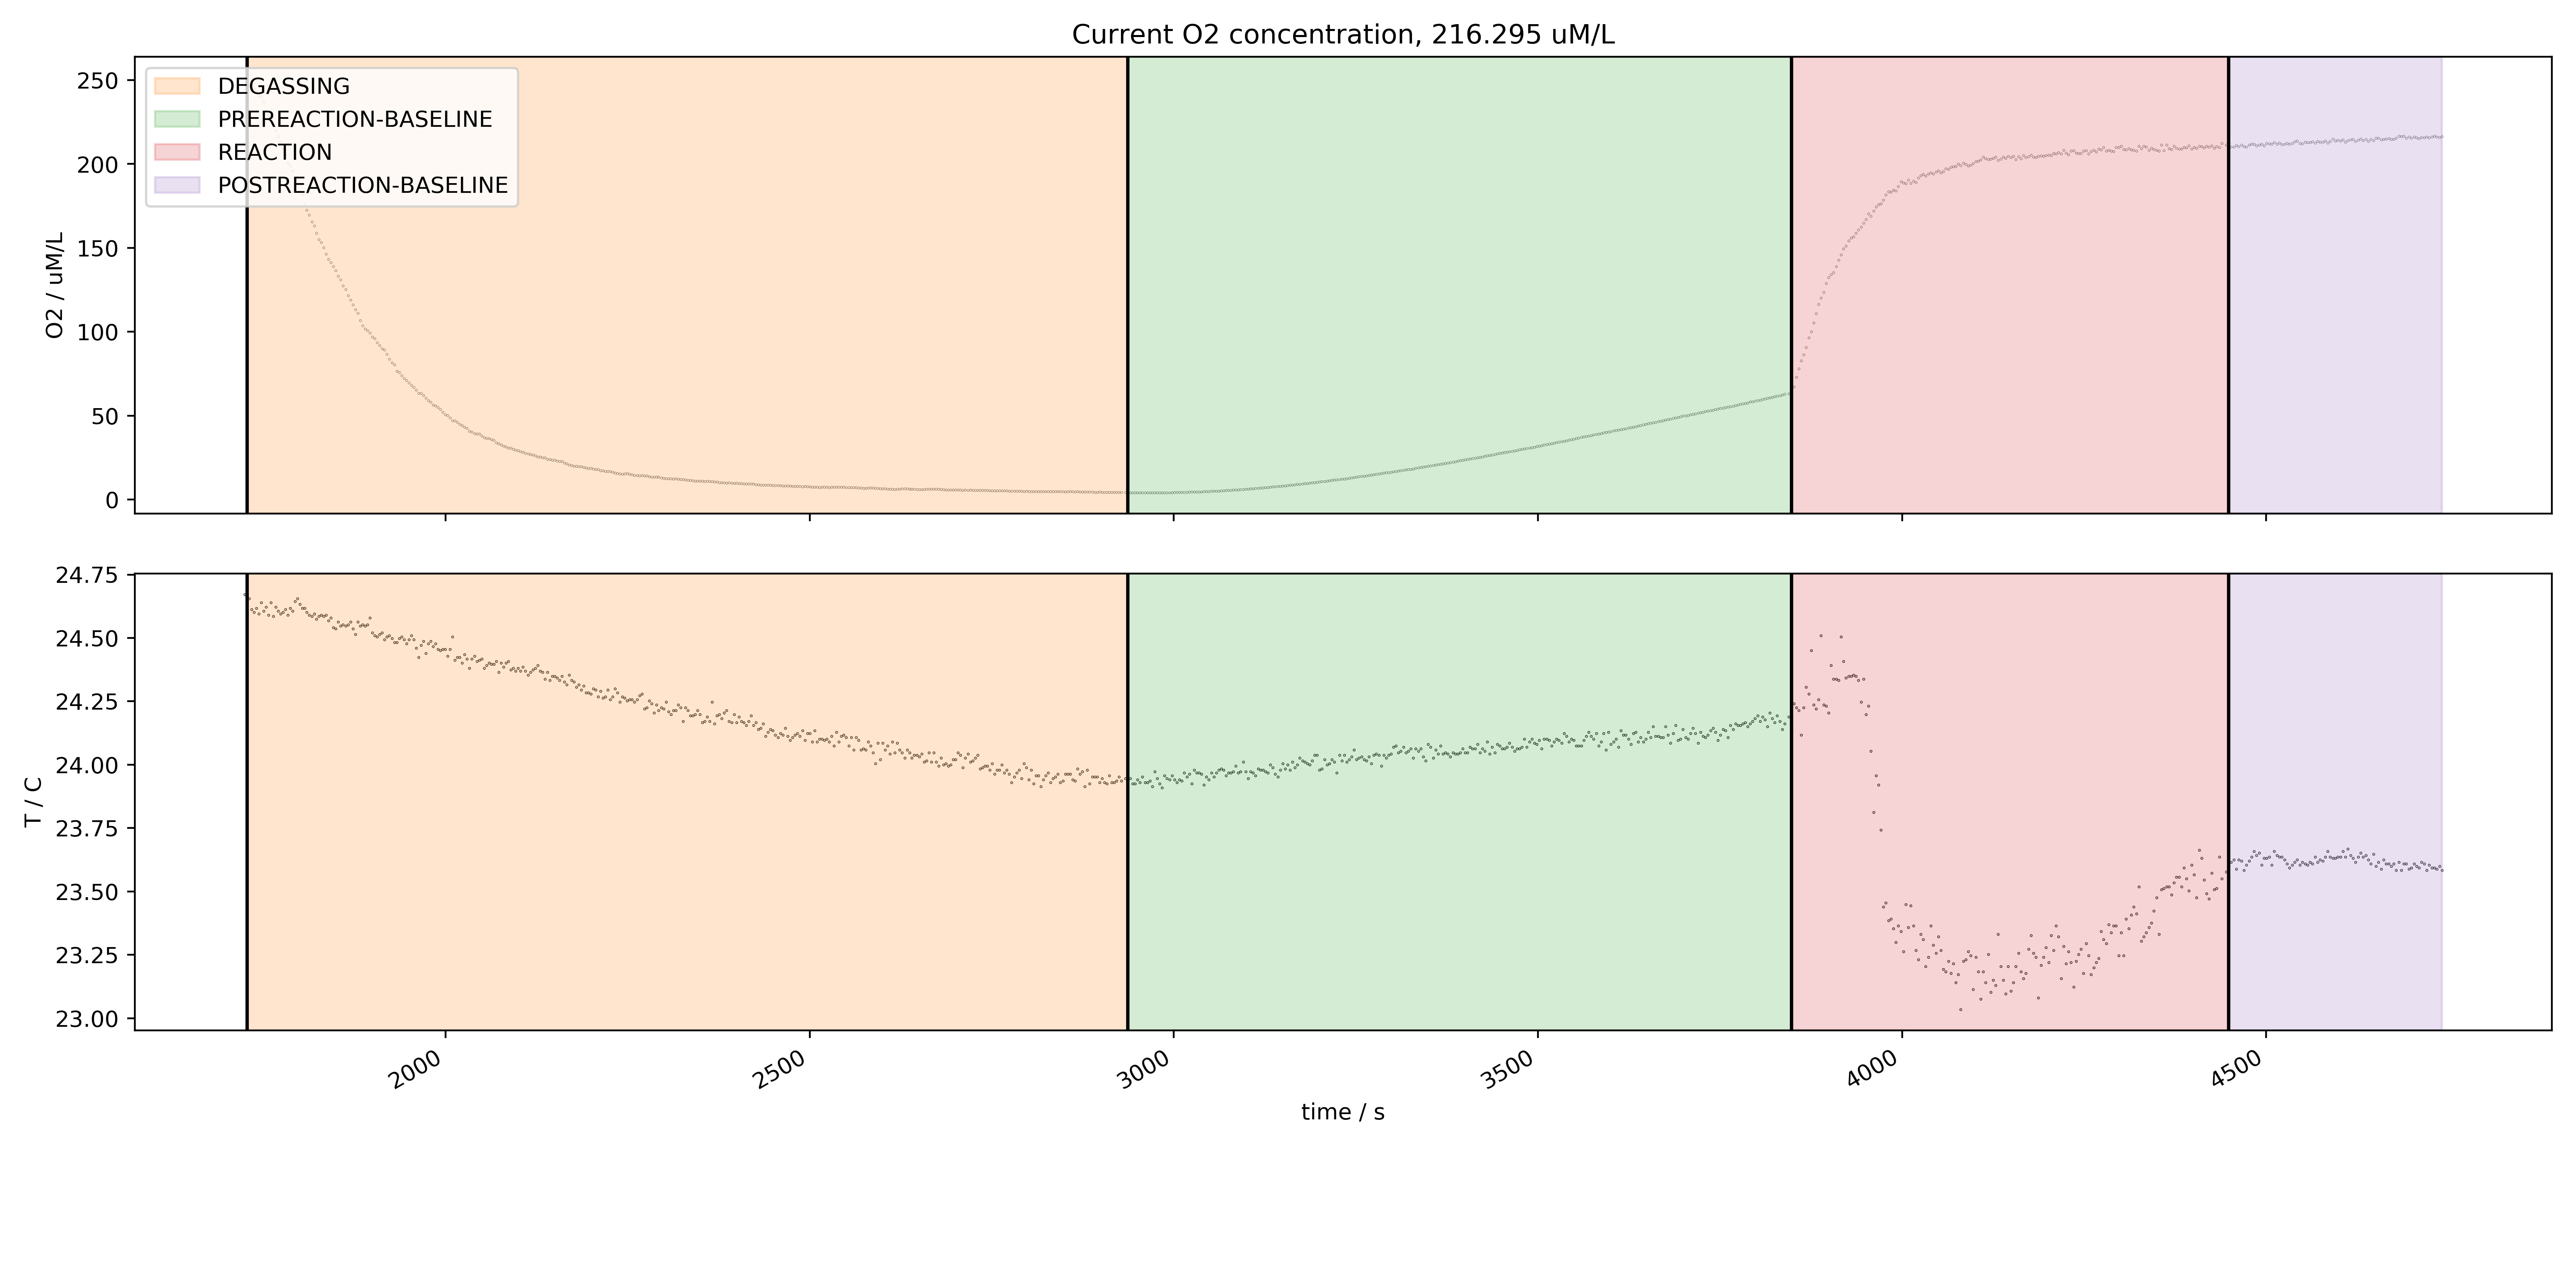 Current O2 concentration, 216.295 uM/L
DEGASSING
PREREACTION-BASELINE
REACTION
POSTREACTION-BASELINE
O2 / uM/L
250
200
150
100
50
0
T / C
24.75
24.50
24.25
24.00
23.75
23.50
23.25
23.00
2000
2500
3000
3500
4000
4500
time / s